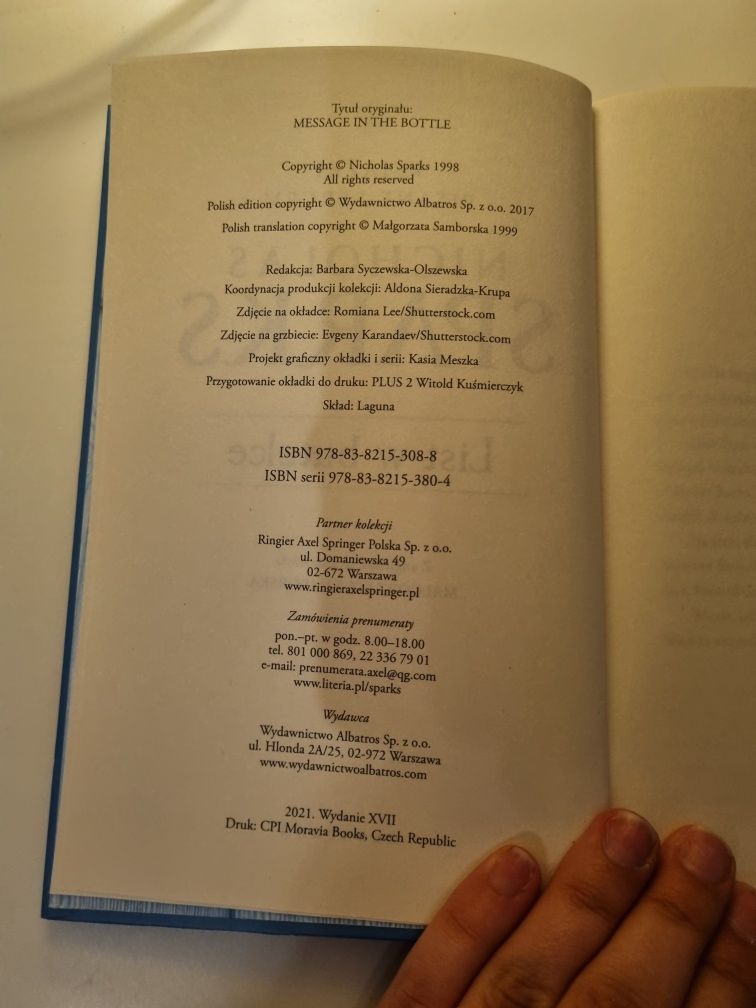 Tytuł oryginału:
MESSAGE IN THE BOTTLE
Copyright © Nicholas Sparks 1998
All rights reserved
Polish edition copyright © Wydawnictwo Albatros Sp. z o.o. 2017
Polish translation copyright © Małgorzata Samborska 1999
Redakcja: Barbara Syczewska-Olszewska
Koordynacja produkcji kolekcji: Aldona Sieradzka-Krupa
Zdjęcie na okładce: Romiana Lee/Shutterstock.com
Zdjęcie na grzbiecie: Evgeny Karandaev/Shutterstock.com
Projekt graficzny okładki i serii: Kasia Meszka
Przygotowanie okładki do druku: PLUS 2 Witold Kuśmierczyk
Skład: Laguna
ISBN 978-83-8215-308-8
ISBN serii 978-83-8215-380-4
Partner kolekcji
Ringier Axel Springer Polska Sp. z o.o.
ul. Domaniewska 49
02-672 Warszawa
www.ringieraxelspringer.pl
Zamówienia prenumeraty
pon.–pt. w godz. 8.00–18.00
tel. 801 000 869, 22 336 79 01
e-mail: prenumerata.axel@qg.com
www.literia.pl/sparks
Wydawca
Wydawnictwo Albatros Sp. z o.o.
ul. Hlonda 2A/25, 02-972 Warszawa
www.wydawnictwoalbatros.com
2021. Wydanie XVII
Druk: CPI Moravia Books, Czech Republic